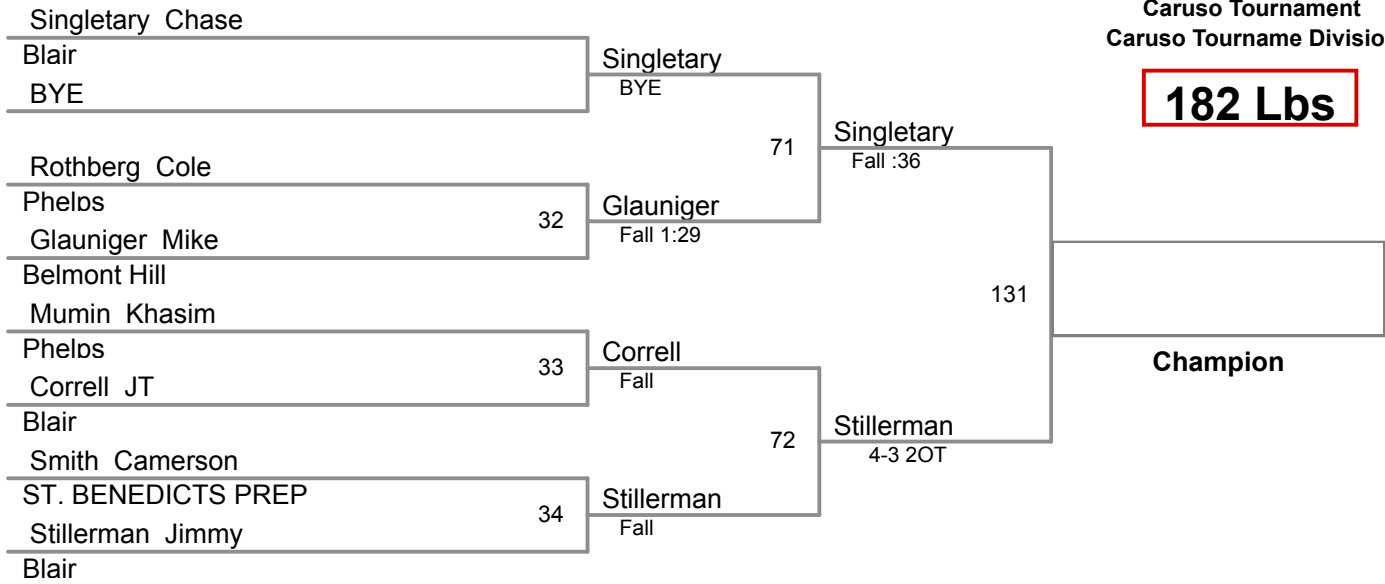 Caruso Tournament
Caruso Tourname Divisio
182 Lbs
Singletary Chase
Blair
BYE
Singletary
BYE
71
Singletary
Fall :36
Rothberg Cole
Phelps
32
Glauniger
Fall 1:29
Glauniger Mike
Belmont Hill
131
Champion
Mumin Khasim
Phelps
33
Correll
Fall
Correll JT
Blair
72
Stillerman
4-3 2OT
Smith Camerson
ST. BENEDICTS PREP
34
Stillerman
Fall
Stillerman Jimmy
Blair